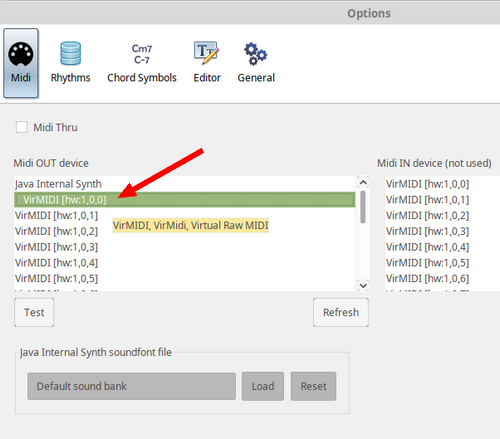 Options
Midi
Rhythms
Cm7
C-7
Chord Symbols
Editor
General
Midi Thru
Midi OUT device
Java Internal Synth
VirMIDI [hw:1,0,0]
VirMIDI [hw:1,0,1]
VirMIDI [hw:1,0,2]
VirMIDI [hw:1,0,3]
VirMIDI [hw:1,0,4]
VirMIDI [hw:1,0,5]
VirMIDI, VirMidi, Virtual Raw MIDI
Midi IN device (not used)
VirMIDI [hw:1,0,0]
VirMIDI [hw:1,0,1]
VirMIDI [hw:1,0,2]
VirMIDI [hw:1,0,3]
VirMIDI [hw:1,0,4]
VirMIDI [hw:1,0,5]
VirMIDI [hw:1,0,6]
Test
Refresh
Java Internal Synth soundfont file
Default sound bank
Load
Reset